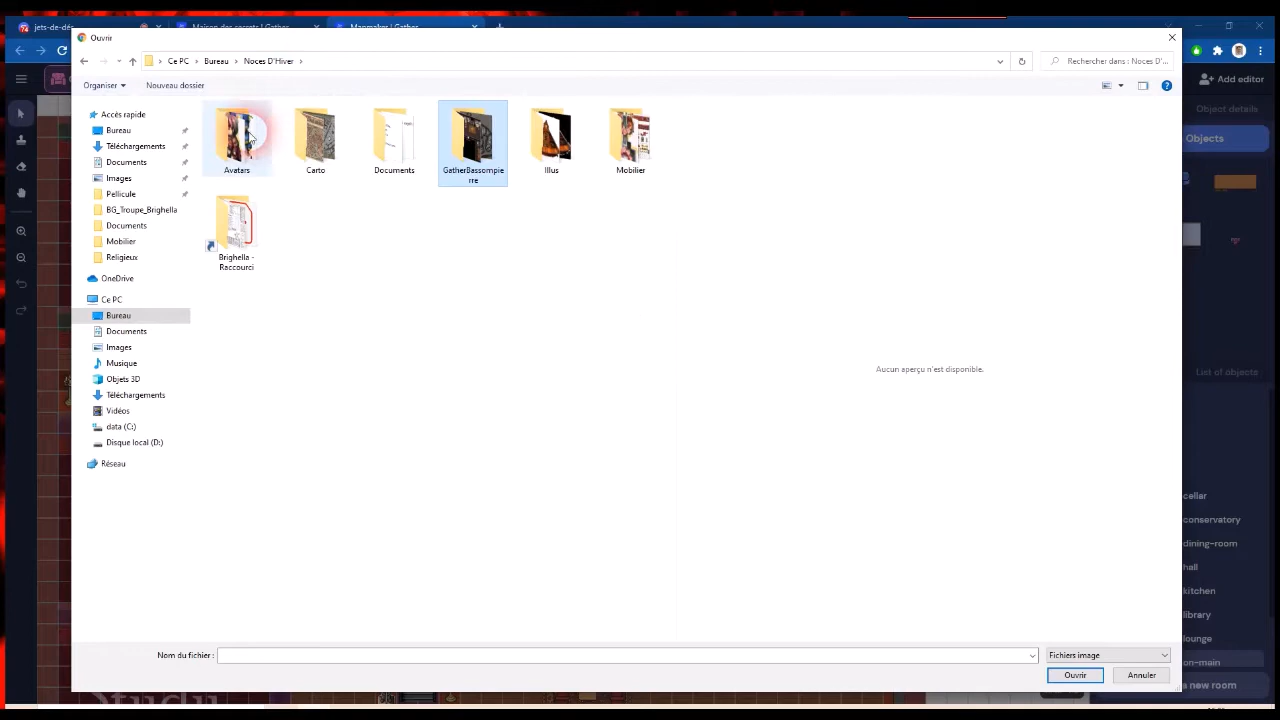 jets-de-dés
Maison des secrets | Gather
Mapmaker | Gather
Ouvrir
Ce PC > Bureau > Noces D'Hiver >
Rechercher dans : Noces D'...
Organiser
Nouveau dossier
Add editor
Object details
Objects
Accès rapide
Bureau
Téléchargements
Documents
Images
Pellicule
BG_Troupe_Brighella
Documents
Mobilier
Religieux
OneDrive
Ce PC
Bureau
Documents
Images
Musique
Objets 3D
Téléchargements
Vidéos
data (C:)
Disque local (D:)
Réseau
Avatars
Carto
Documents
GatherBassompie
rre
Illus
Mobilier
Brighella -
Raccourci
Aucun aperçu n'est disponible.
List of objects
cellar
conservatory
dining-room
hall
kitchen
library
lounge
on-main
a new room
Nom du fichier :
Fichiers image
Ouvrir
Annuler